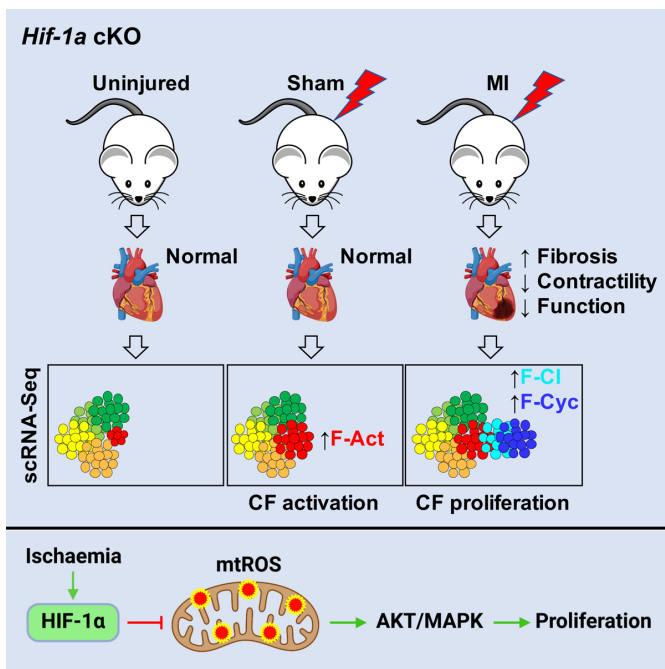 Hif-1a cKO
Uninjured
Sham
MI
Normal
Normal
↑ Fibrosis
↓ Contractility
↓ Function
scRNA-Seq
↑F-Act
↑F-CI
↑F-Cyc
CF activation
CF proliferation
Ischaemia
mtROS
HIF-1α
AKT/MAPK
Proliferation